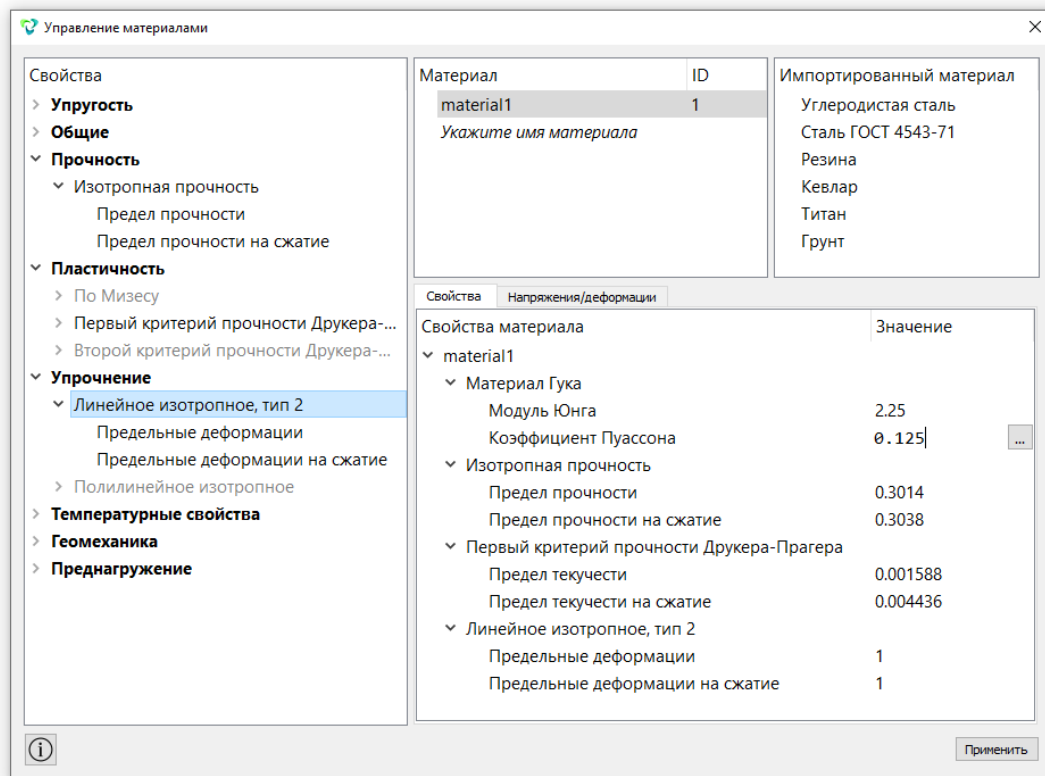 Управление материалами
Свойства
Упругость
Общие
Прочность
Изотропная прочность
Предел прочности
Предел прочности на сжатие
Пластичность
По Мизесу
Первый критерий прочности Друкера-...
Второй критерий прочности Друкера-...
Упрочнение
Линейное изотропное, тип 2
Предельные деформации
Предельные деформации на сжатие
Полилинейное изотропное
Температурные свойства
Геомеханика
Преднагружение
Материал ID
material1 1
Укажите имя материала
Импортированный материал
Углеродистая сталь
Сталь ГОСТ 4543-71
Резина
Кевлар
Титан
Грунт
Свойства Напряжения/деформации
Свойства материала Значение
material1
Материал Гука
Модуль Юнга 2.25
Коэффициент Пуассона 0.125 ...
Изотропная прочность
Предел прочности 0.3014
Предел прочности на сжатие 0.3038
Первый критерий прочности Друкера-Прагера
Предел текучести 0.001588
Предел текучести на сжатие 0.004436
Линейное изотропное, тип 2
Предельные деформации 1
Предельные деформации на сжатие 1
Применить